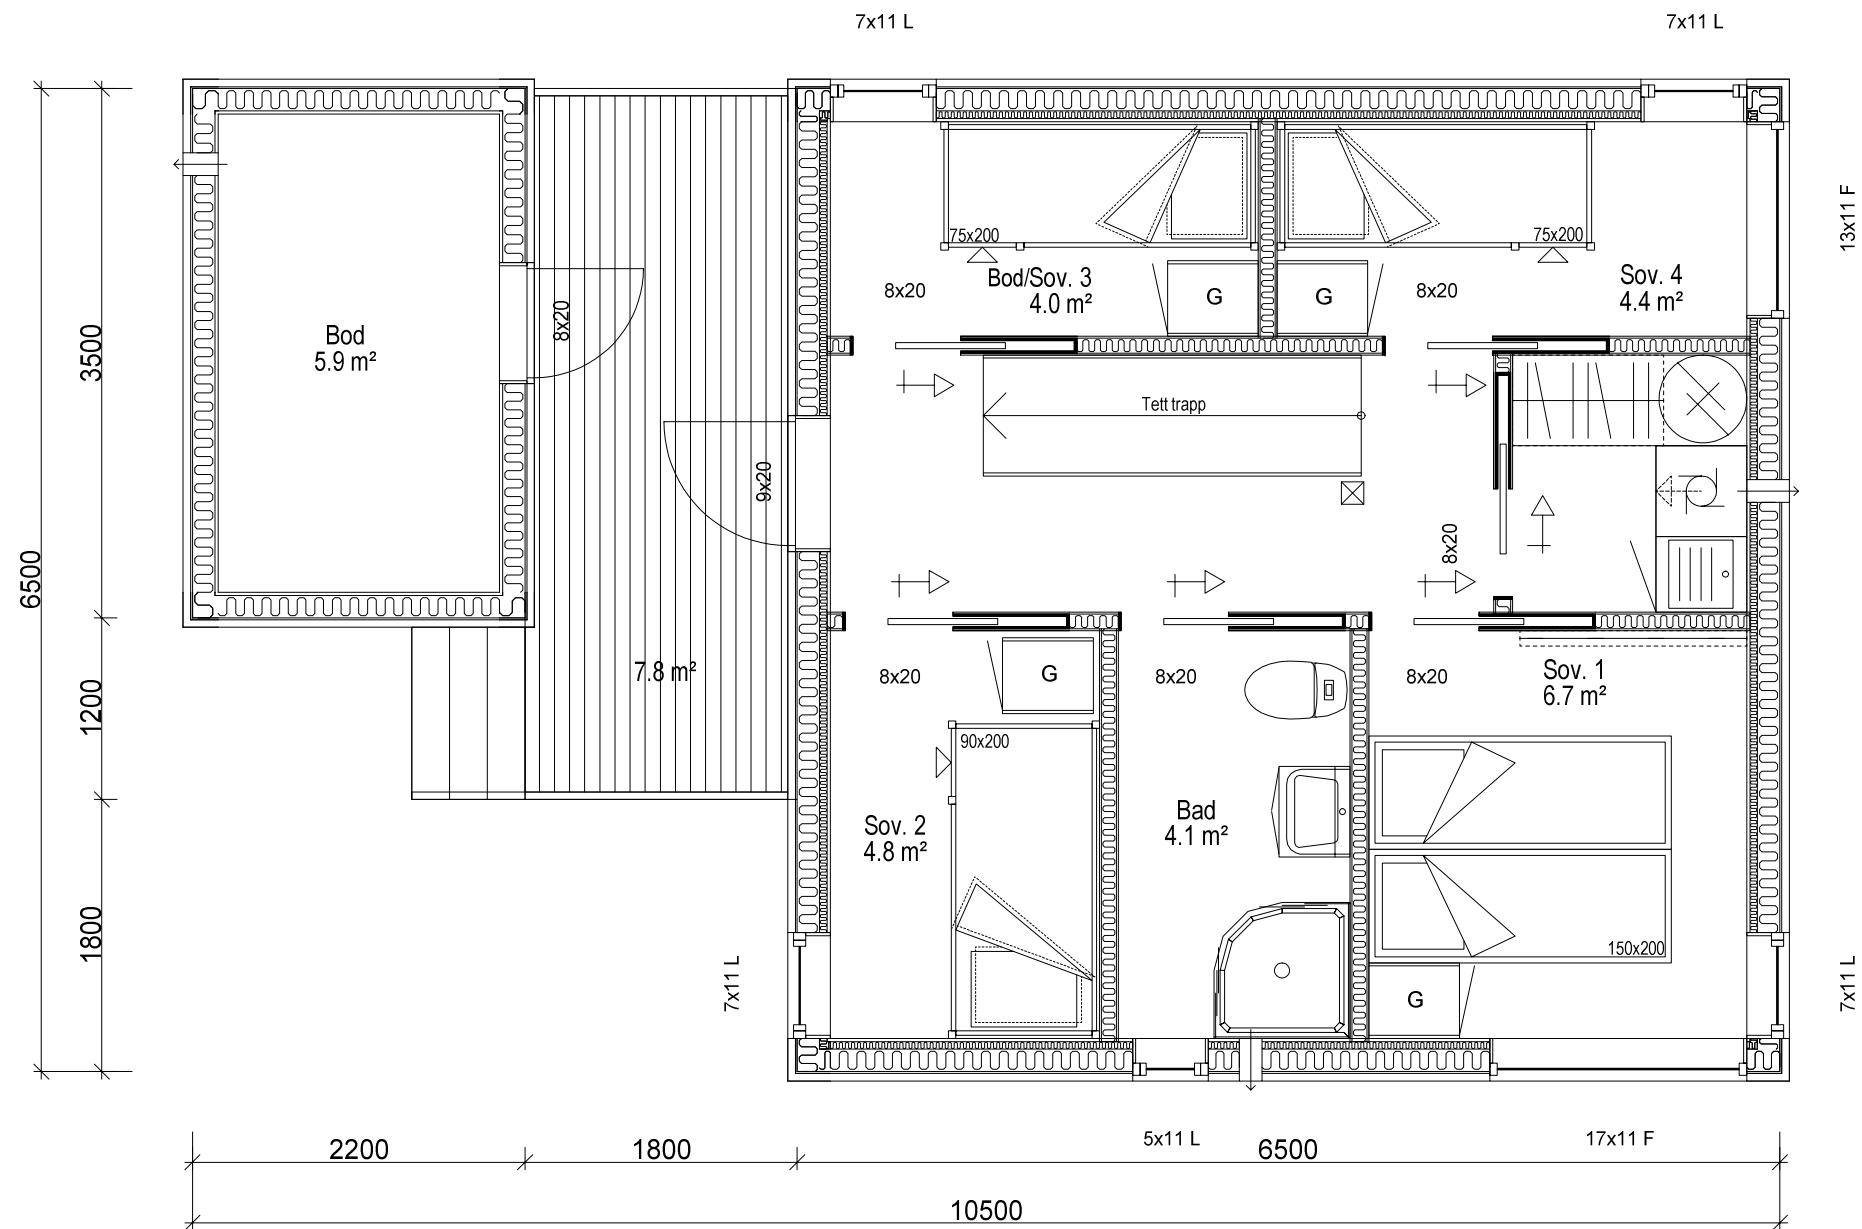 7x11 L
7x11 L
13x11 F
75x200
75x200
Bod/Sov. 3
4.0 m²
8x20
G
G
8x20
Sov. 4
4.4 m²
Bod
5.9 m²
8x20
3500
Tett trapp
9x20
8x20
6500
1200
7.8 m²
8x20
G
8x20
8x20
Sov. 1
6.7 m²
90x200
Sov. 2
4.8 m²
Bad
4.1 m²
1800
7x11 L
150x200
G
7x11 L
2200
1800
5x11 L
6500
17x11 F
10500